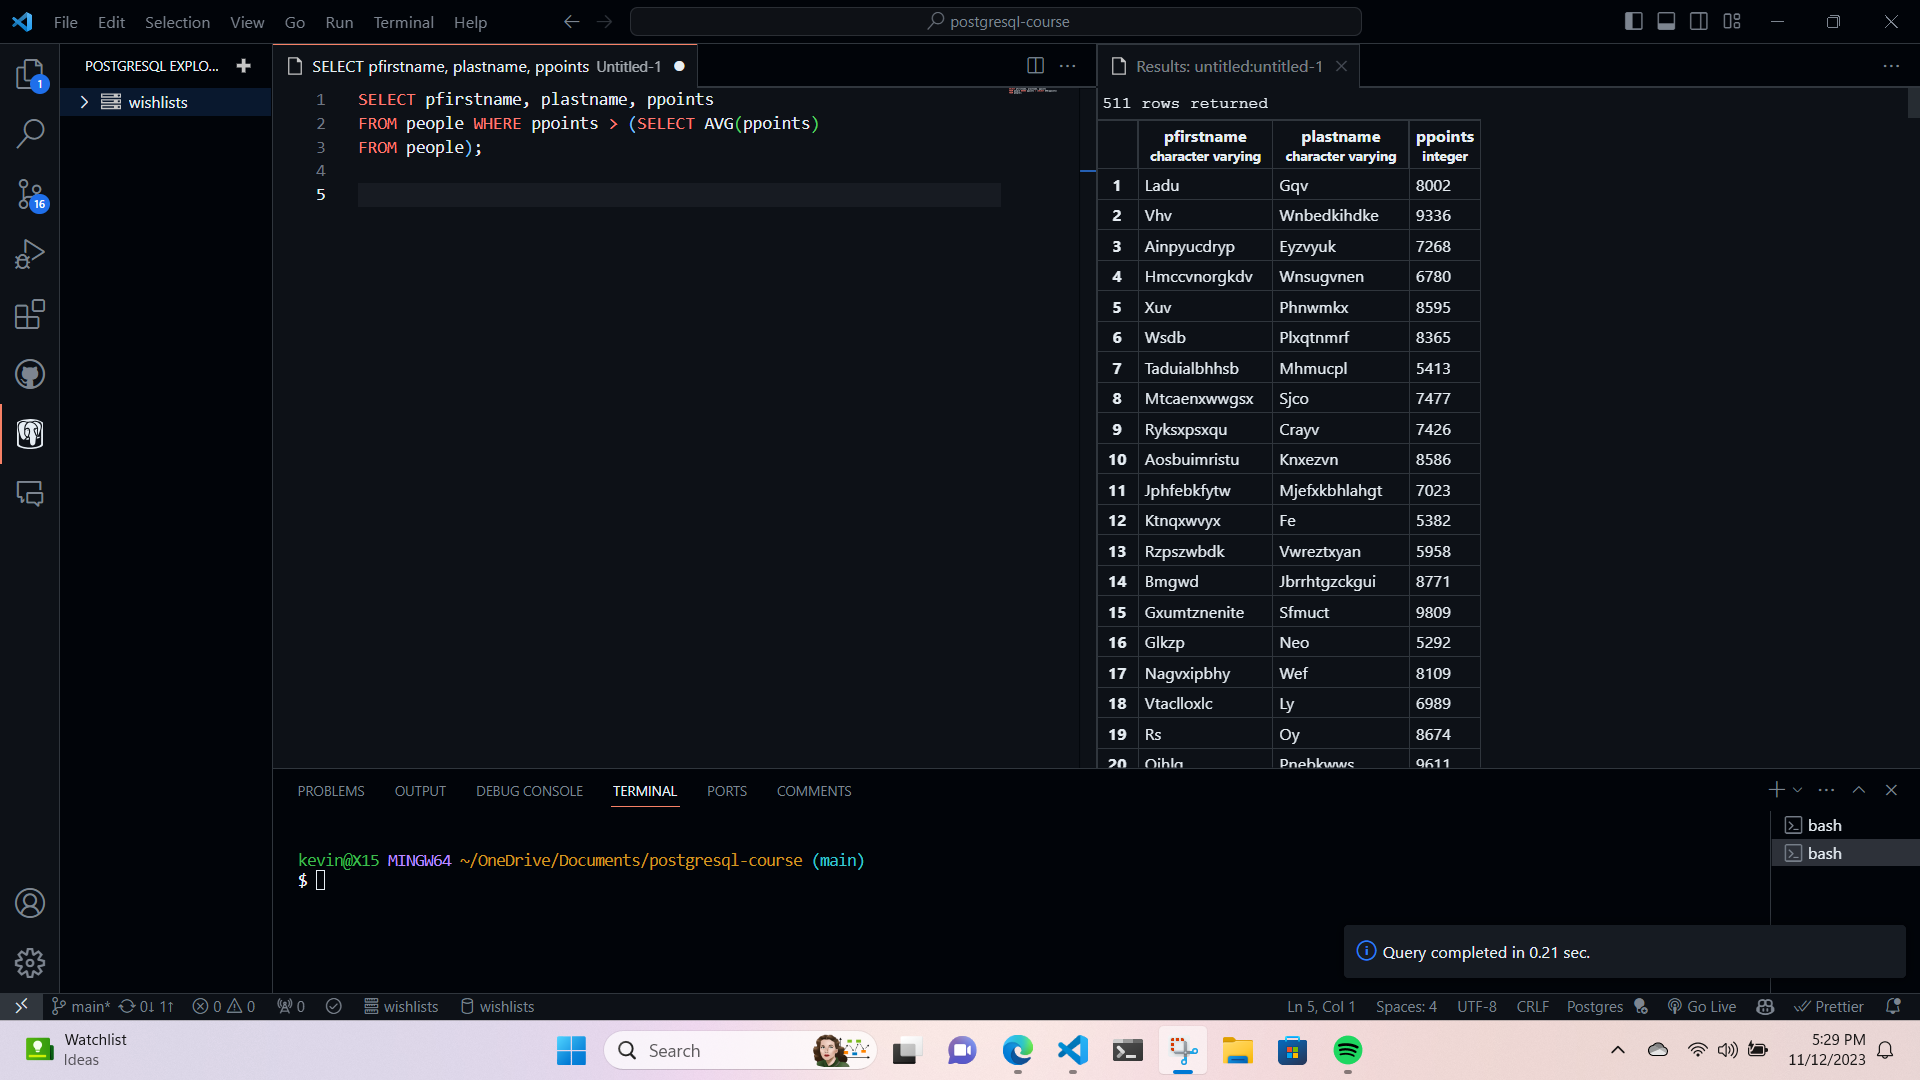 File Edit Selection View Go Run Terminal Help
postgresql-course
POSTGRESQL EXPLO...
wishlists
1
16
SELECT pfirstname, plastname, ppoints Untitled-1
1 SELECT pfirstname, plastname, ppoints
2 FROM people WHERE ppoints > (SELECT AVG(ppoints)
3 FROM people);
4
5
Results: untitled:untitled-1
511 rows returned
pfirstname plastname ppoints
character varying character varying integer
1 Ladu Gqv 8002
2 Vhv Wnbedkihdke 9336
3 Ainpyucdryp Eyzvyuk 7268
4 Hmccvnorgkdv Wnsugvnen 6780
5 Xuv Phnwmkx 8595
6 Wsdb Plxqtnmrf 8365
7 Taduialbhhsb Mhmucpl 5413
8 Mtcaenxwwgsx Sjco 7477
9 Ryksxpsxqu Crayv 7426
10 Aosbuimristu Knxezvn 8586
11 Jphfebkfytw Mjefxkbhlahgt 7023
12 Ktnqxwvyx Fe 5382
13 Rzpszwbdk Vwreztxyan 5958
14 Bmgwd Jbrrhtgzckgui 8771
15 Gxumtznenite Sfmuct 9809
16 Glkzp Neo 5292
17 Nagvxipbhy Wef 8109
18 Vtaclloxlc Ly 6989
19 Rs Oy 8674
20 Pnebkwws 9611
PROBLEMS OUTPUT DEBUG CONSOLE TERMINAL PORTS COMMENTS
kevin@X15 MINGW64 ~/OneDrive/Documents/postgresql-course (main)
$
bash
bash
Query completed in 0.21 sec.
main* 0↓ 1↑ 0 0 0 wishlists wishlists
Ln 5, Col 1 Spaces: 4 UTF-8 CRLF Postgres Go Live Prettier
Watchlist
Ideas
Search
5:29 PM
11/12/2023